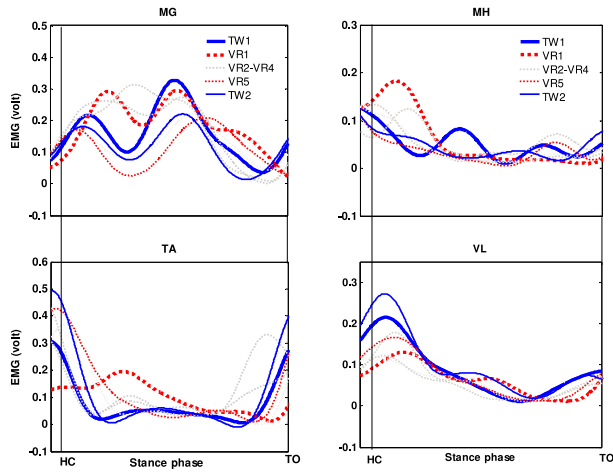 MG
0.5
0.4
0.3
0.2
0.1
0
-0.1
EMG (volt)
TW1
VR1
VR2-VR4
VR5
TW2
MH
0.3
0.2
0.1
0
-0.1
TW1
VR1
VR2-VR4
VR5
TW2
TA
0.6
0.5
0.4
0.3
0.2
0.1
0
-0.1
EMG (volt)
HC
Stance phase
TO
VL
0.3
0.2
0.1
0
-0.1
HC
Stance phase
TO